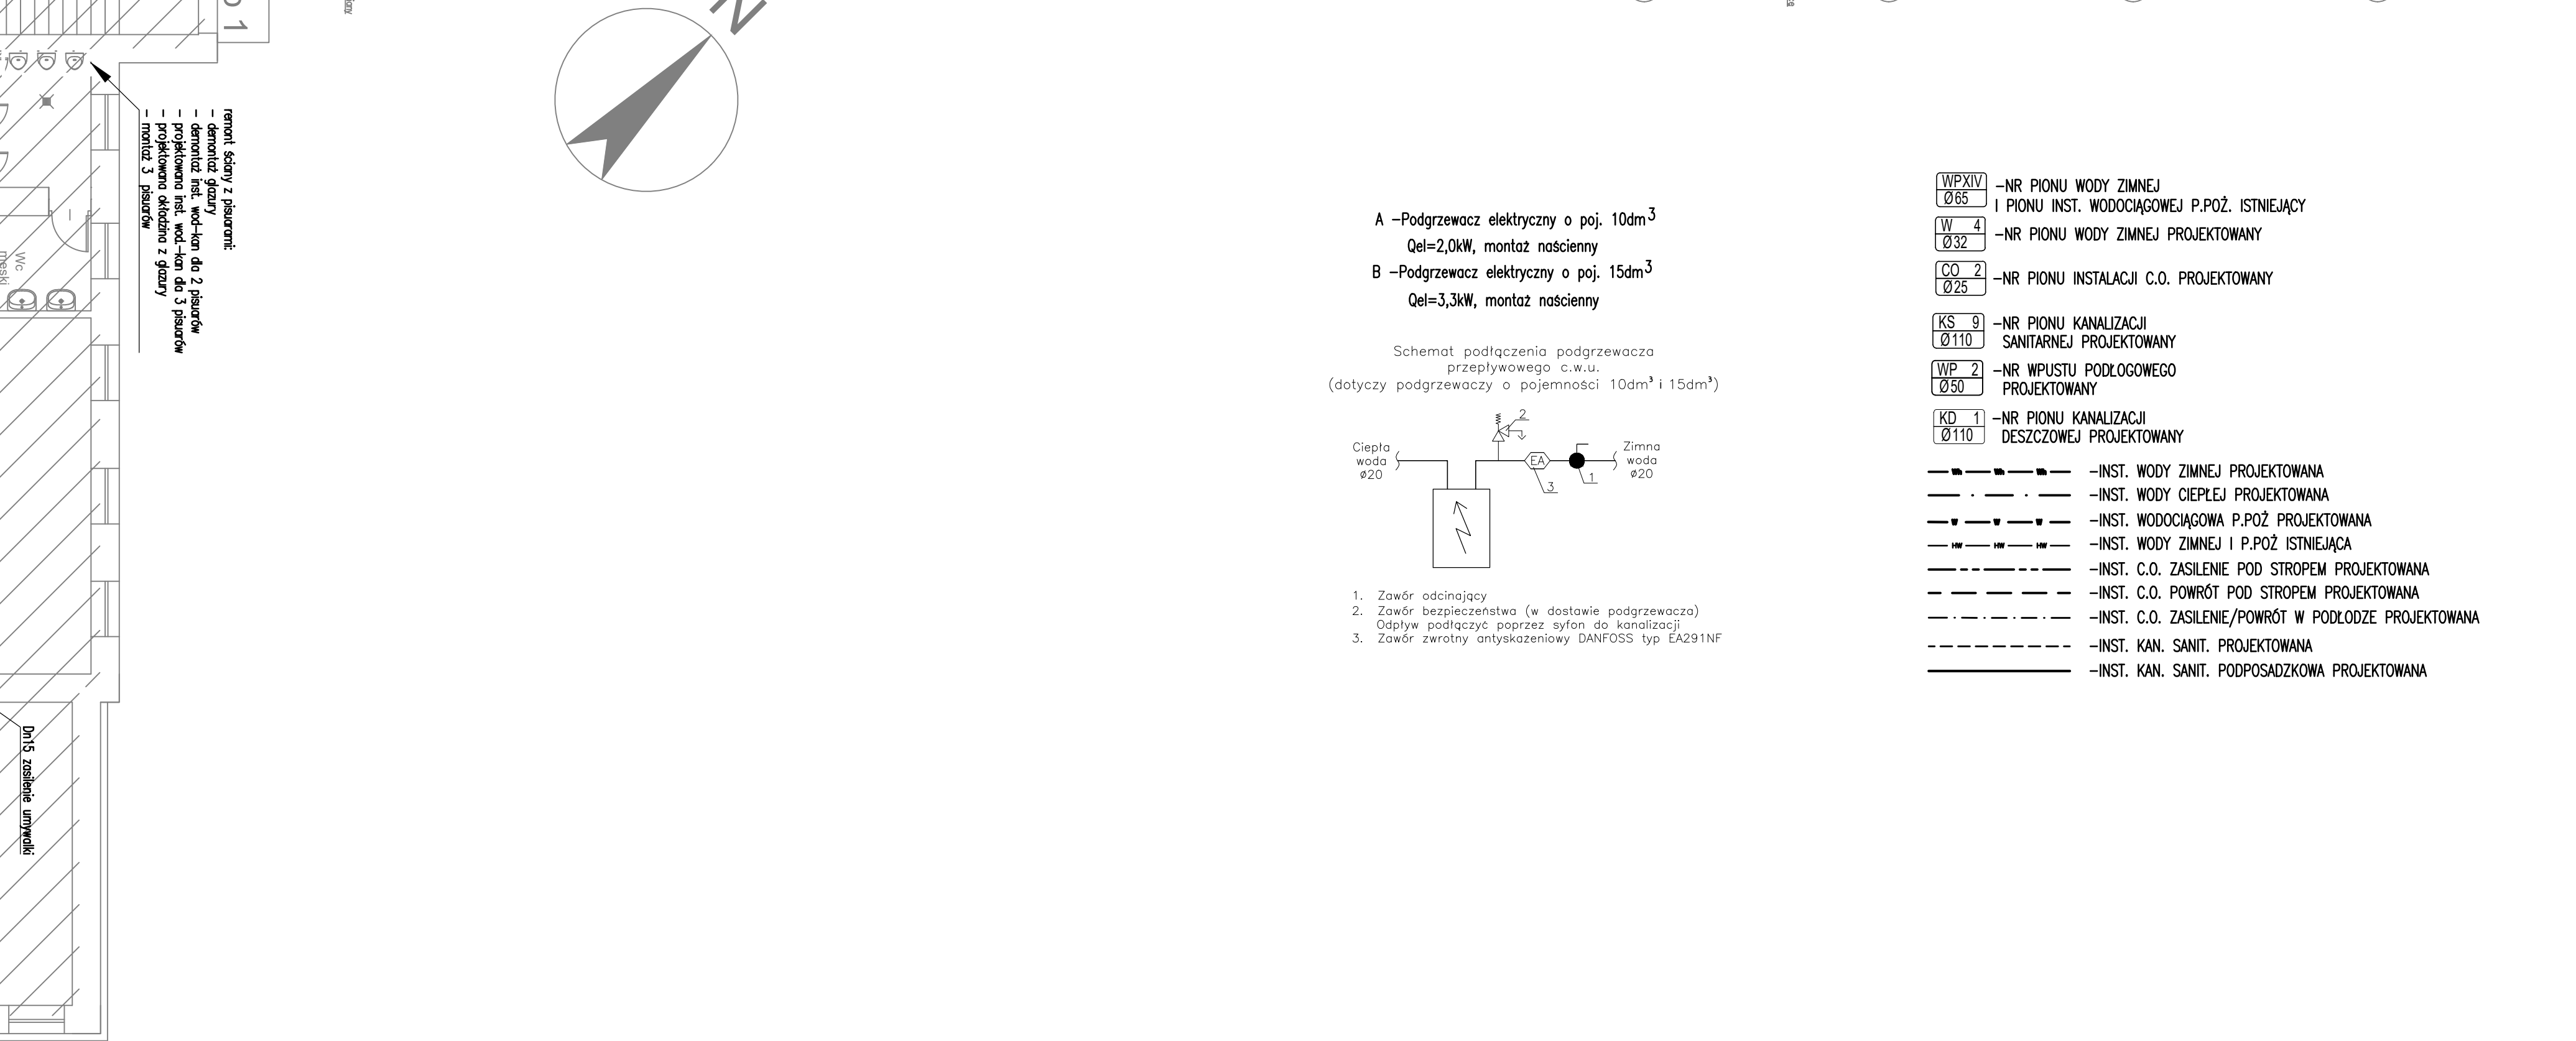 1
N
remont ściany z pisuarami:
- demontaż glazury
- demontaż inst. wod-kan dla 2 pisuarów
- projektowana inst. wod.-kan dla 3 pisuarów
- projektowana okładzina z glazury
- montaż 3 pisuarów
Wc
męski
Dn15 zasilenie umywalki
A -Podgrzewacz elektryczny o poj. 10dm³
Qel=2,0kW, montaż naścienny
B -Podgrzewacz elektryczny o poj. 15dm³
Qel=3,3kW, montaż naścienny
Schemat podłączenia podgrzewacza
przepływowego c.w.u.
(dotyczy podgrzewaczy o pojemności 10dm³ i 15dm³)
2
Ciepła
woda
ø20
EA
Zimna
woda
ø20
3
1
1. Zawór odcinający
2. Zawór bezpieczeństwa (w dostawie podgrzewacza)
Odpływ podłączyć poprzez syfon do kanalizacji
3. Zawór zwrotny antyskażeniowy DANFOSS typ EA291NF
WPXIV
Ø65
-NR PIONU WODY ZIMNEJ
I PIONU INST. WODOCIĄGOWEJ P.POŻ. ISTNIEJĄCY
W 4
Ø32
-NR PIONU WODY ZIMNEJ PROJEKTOWANY
CO 2
Ø25
-NR PIONU INSTALACJI C.O. PROJEKTOWANY
KS 9
Ø110
-NR PIONU KANALIZACJI
SANITARNEJ PROJEKTOWANY
WP 2
Ø50
-NR WPUSTU PODŁOGOWEGO
PROJEKTOWANY
KD 1
Ø110
-NR PIONU KANALIZACJI
DESZCZOWEJ PROJEKTOWANY
-INST. WODY ZIMNEJ PROJEKTOWANA
-INST. WODY CIEPŁEJ PROJEKTOWANA
W W W -INST. WODOCIĄGOWA P.POŻ PROJEKTOWANA
HW HW HW -INST. WODY ZIMNEJ I P.POŻ ISTNIEJĄCA
-INST. C.O. ZASILENIE POD STROPEM PROJEKTOWANA
-INST. C.O. POWRÓT POD STROPEM PROJEKTOWANA
-INST. C.O. ZASILENIE/POWRÓT W PODŁODZE PROJEKTOWANA
-INST. KAN. SANIT. PROJEKTOWANA
-INST. KAN. SANIT. PODPOSADZKOWA PROJEKTOWANA